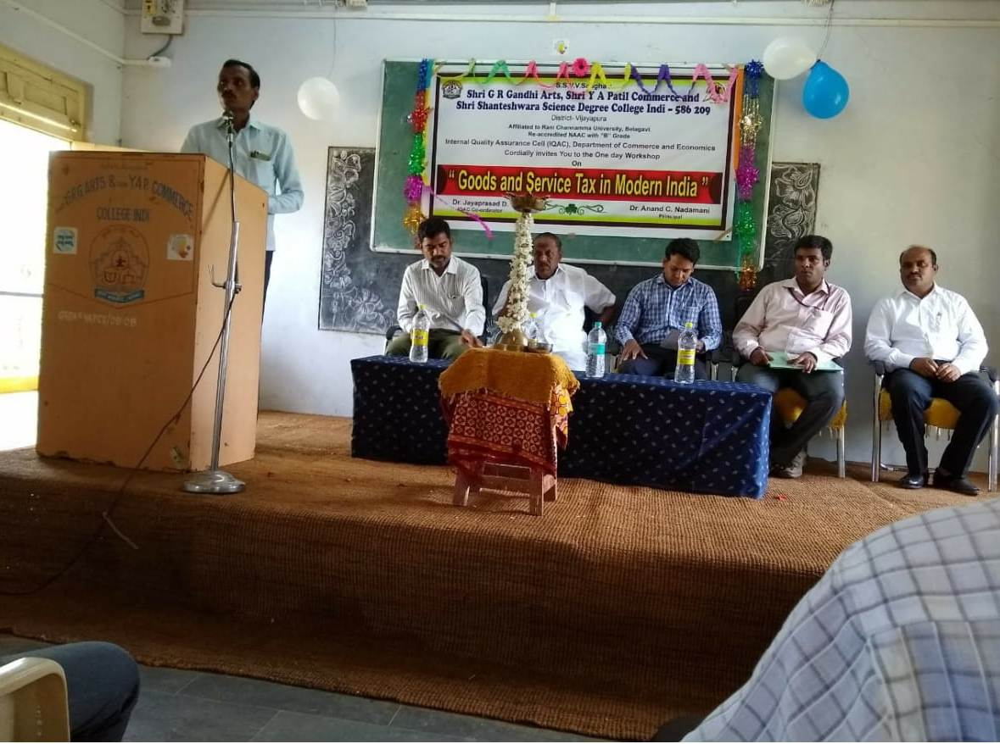 S.S.V.V.Sangha
Shri G R Gandhi Arts, Shri Y A Patil Commerce and
Shri Shanteshwara Science Degree College Indi - 586 209
District- Vijayapura
Affiliated to Rani Channamma University, Belagavi.
Re-accredited NAAC with "B" Grade
Internal Quality Assurance Cell (IQAC), Department of Commerce and Economics
Cordially invites You to the One day Workshop
On
" Goods and Service Tax in Modern India "
Dr. Jayaprasad D.
IQAC Co-ordinator
Dr. Anand C. Nadamani
Principal
G.R.G ARTS & Y.A.P. COMMERCE
COLLEGE INDI